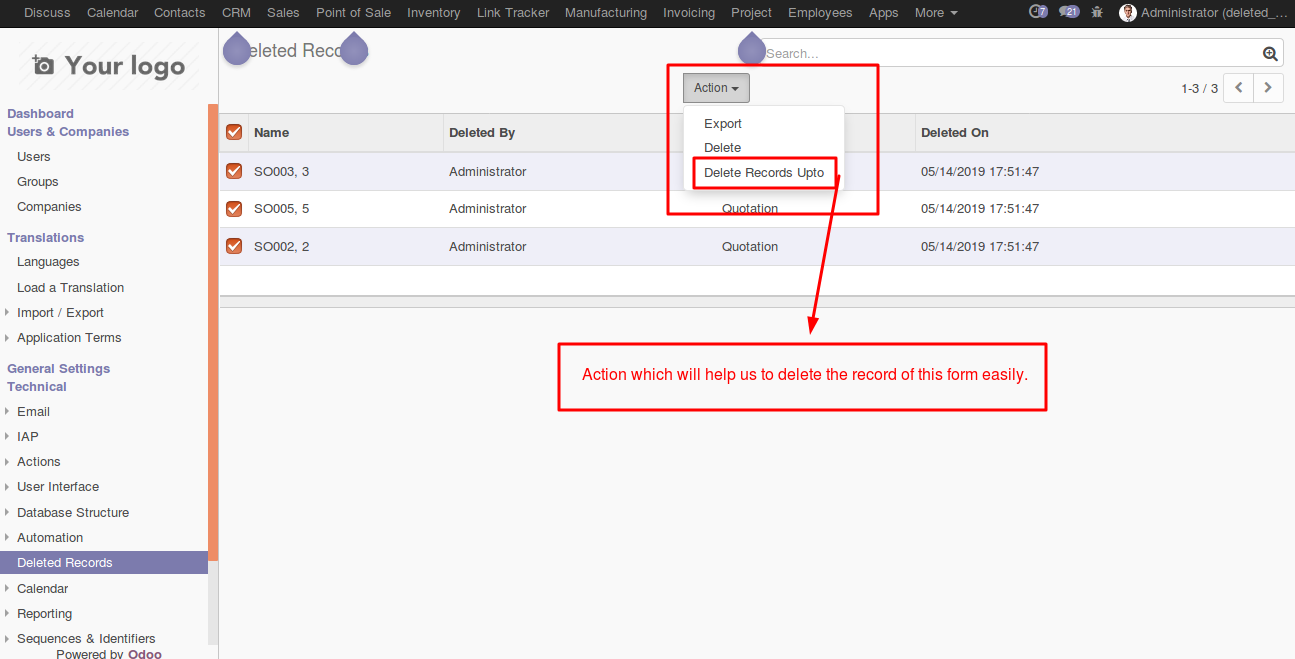 Discuss Calendar Contacts CRM Sales Point of Sale Inventory Link Tracker Manufacturing Invoicing Project Employees Apps More 7 21 Administrator (deleted_...
Your logo
Dashboard
Users & Companies
Users
Groups
Companies
Translations
Languages
Load a Translation
Import / Export
Application Terms
General Settings
Technical
Email
IAP
Actions
User Interface
Database Structure
Automation
Deleted Records
Calendar
Reporting
Sequences & Identifiers
Powered by Odoo
eleted Reco
Search...
Action
1-3 / 3
Export
Delete
Delete Records Upto
Name Deleted By Deleted On
SO003, 3 Administrator 05/14/2019 17:51:47
SO005, 5 Administrator Quotation 05/14/2019 17:51:47
SO002, 2 Administrator Quotation 05/14/2019 17:51:47
Action which will help us to delete the record of this form easily.